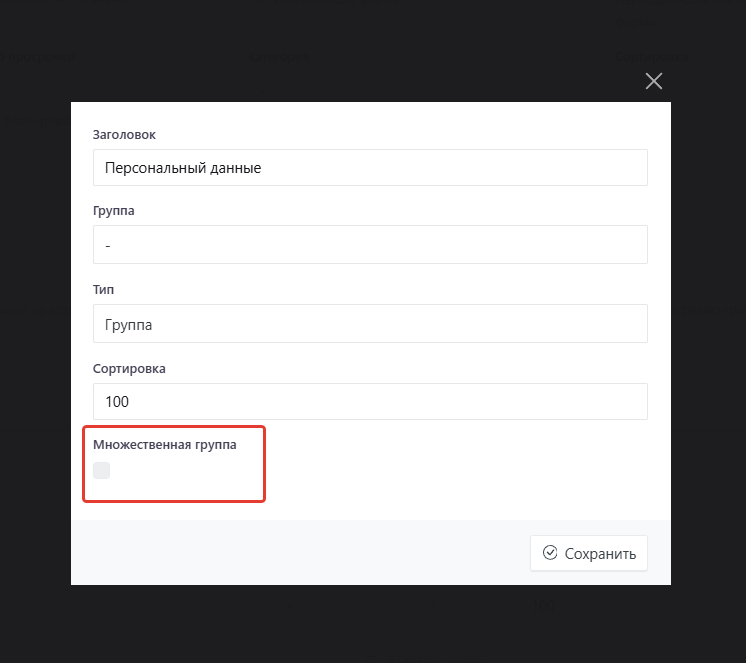 Заголовок
Персональный данные
Группа
-
Тип
Группа
Сортировка
100
Множественная группа
Сохранить